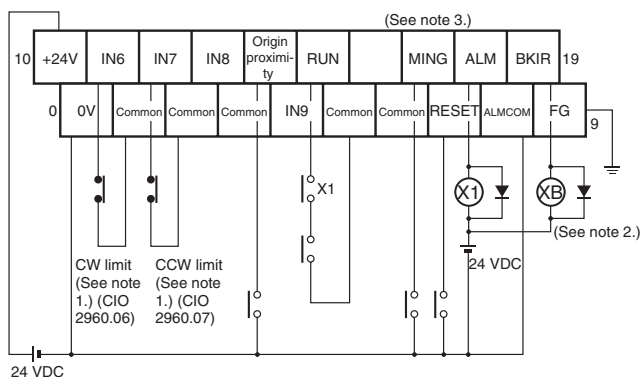 (See note 3.)
10 +24V IN6 IN7 IN8 Origin proximi-ty RUN MING ALM BKIR 19
0 0V Common Common Common IN9 Common Common RESET ALMCOM FG 9
X1
X1 XB
(See note 2.)
24 VDC
CW limit
(See note
1.) (CIO
2960.06)
CCW limit
(See note
1.) (CIO
2960.07)
24 VDC